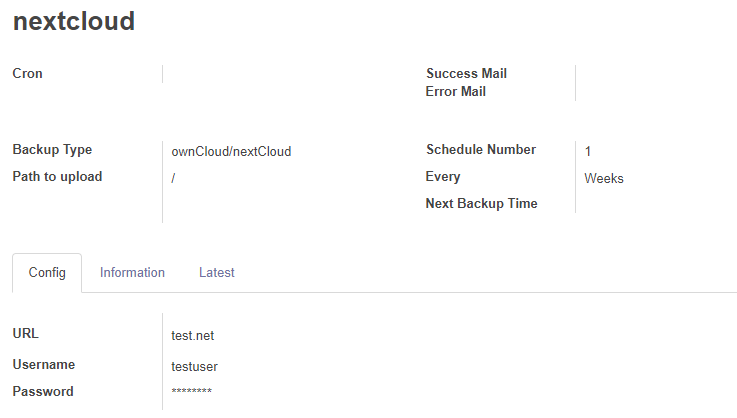 nextcloud
Cron
Success Mail
Error Mail
Backup Type ownCloud/nextCloud
Path to upload /
Schedule Number 1
Every Weeks
Next Backup Time
Config Information Latest
URL test.net
Username testuser
Password ********